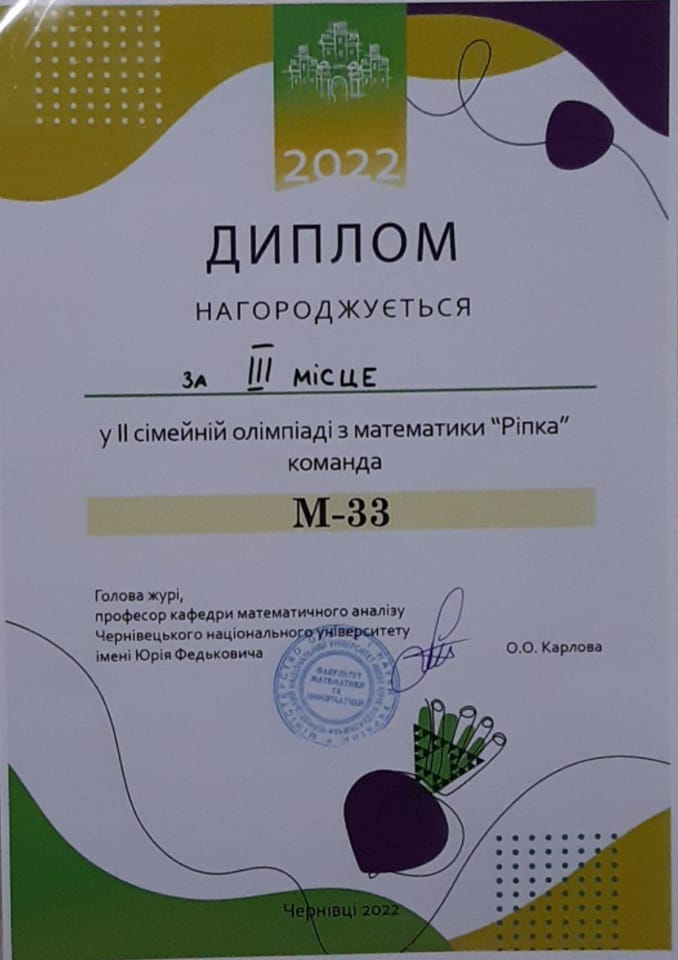 2022
ДИПЛОМ
НАГОРОДЖУЄТЬСЯ
ЗА III МІСЦЕ
у II сімейній олімпіаді з математики “Ріпка”
команда
М-33
Голова журі,
професор кафедри математичного аналізу
Чернівецького національного університету
імені Юрія Федьковича
О.О. Карлова
ФАКУЛЬТЕТ
МАТЕМАТИКИ
ТА
ІНФОРМАТИКИ
Чернівці 2022